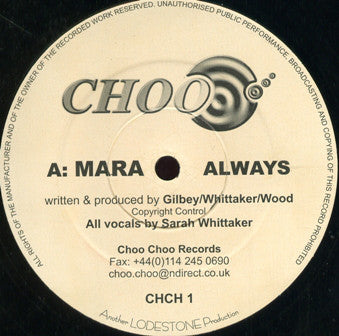 ALL RIGHTS OF THE MANUFACTURER AND OF THE OWNER OF THE RECORDED WORK RESERVED. UNAUTHORISED PUBLIC PERFORMANCE, BROADCASTING AND COPYING OF THIS RECORD PROHIBITED
CHOO
A: MARA ALWAYS
written & produced by Gilbey/Whittaker/Wood
Copyright Control
All vocals by Sarah Whittaker
Choo Choo Records
Fax: +44(0)114 245 0690
choo.choo@ndirect.co.uk
CHCH 1
Another LODESTONE Production